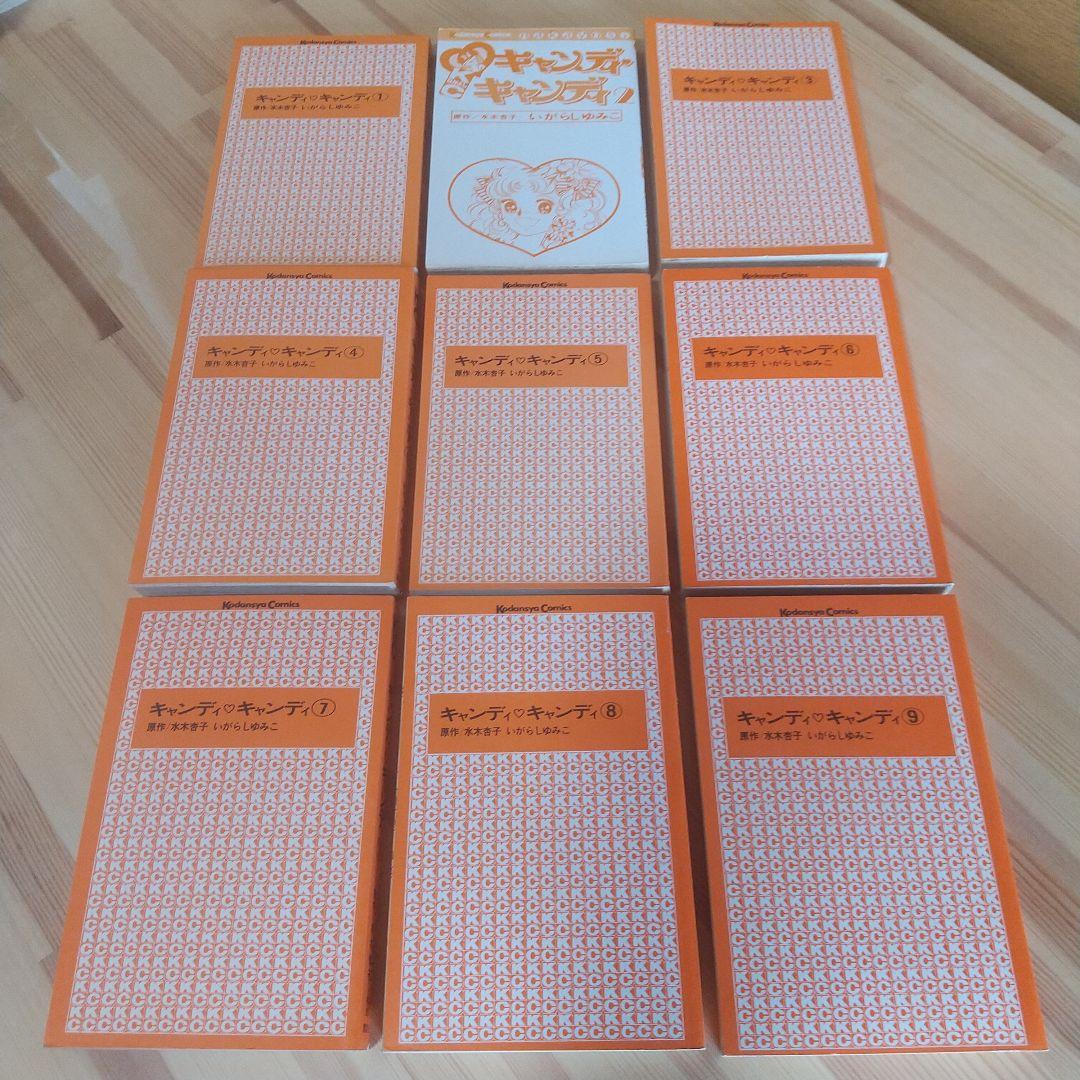 Kodansya Comics
キャンディ♡キャンディ①
原作/水木杏子 いがらしゆみこ
キャンディ
キャンディ
原作/水木杏子 いがらしゆみこ
Kodansya Comics
キャンディ♡キャンディ③
原作/水木杏子 いがらしゆみこ
Kodansya Comics
キャンディ♡キャンディ④
原作/水木杏子 いがらしゆみこ
Kodansya Comics
キャンディ♡キャンディ⑤
原作/水木杏子 いがらしゆみこ
Kodansya Comics
キャンディ♡キャンディ⑥
原作/水木杏子 いがらしゆみこ
Kodansya Comics
キャンディ♡キャンディ⑦
原作/水木杏子 いがらしゆみこ
Kodansya Comics
キャンディ♡キャンディ⑧
原作/水木杏子 いがらしゆみこ
Kodansya Comics
キャンディ♡キャンディ⑨
原作/水木杏子 いがらしゆみこ